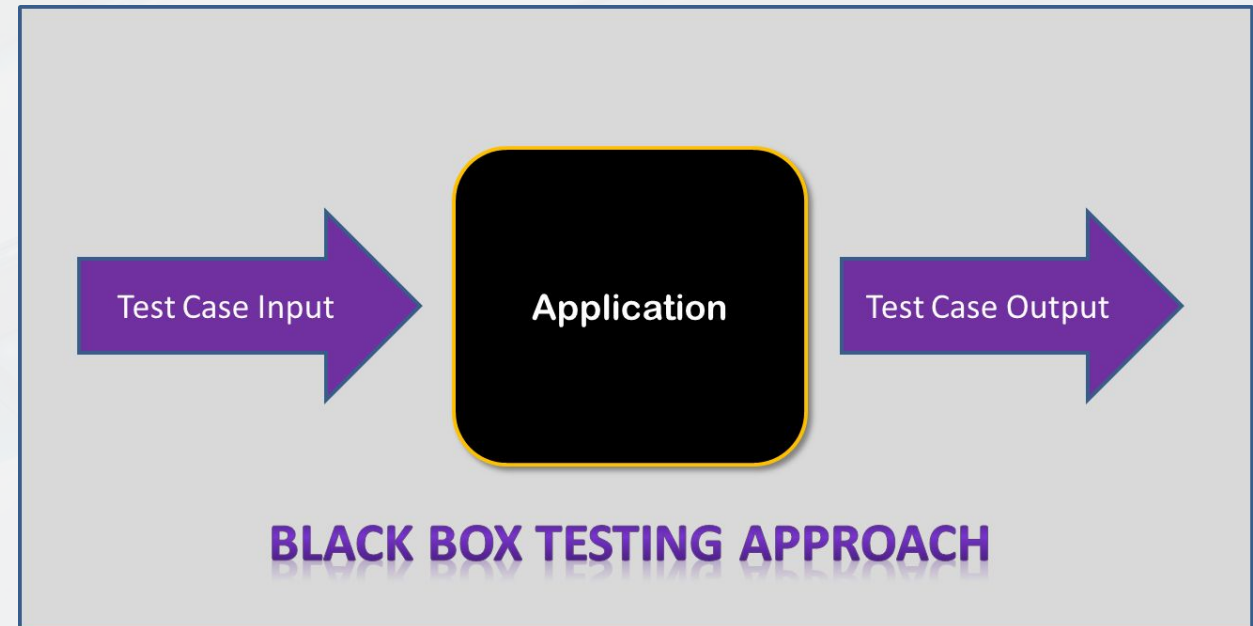 Test Case Input
Application
Test Case Output
BLACK BOX TESTING APPROACH